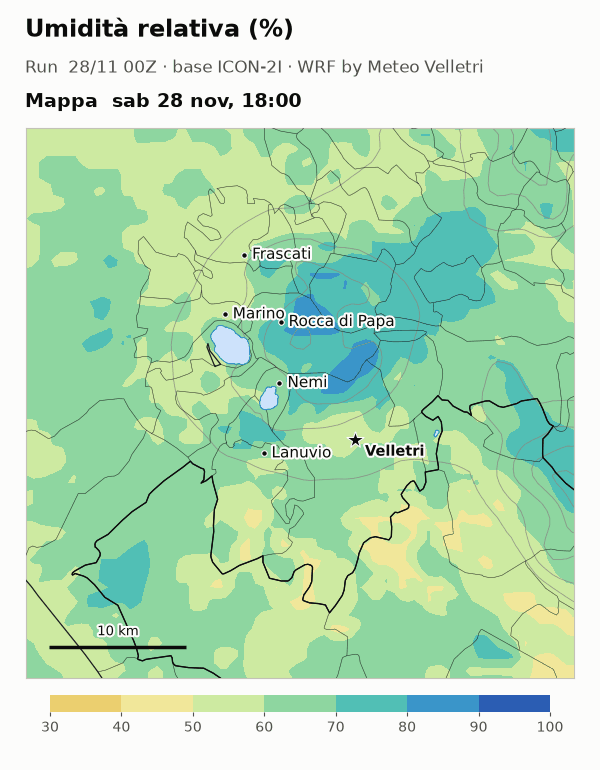 Umidità relativa (%)
Run  28/11 00Z · base ICON-2I · WRF by Meteo Velletri
Mappa  sab 28 nov, 18:00
Frascati
Marino
Rocca di Papa
Nemi
Velletri
Lanuvio
10 km
30 40 50 60 70 80 90 100